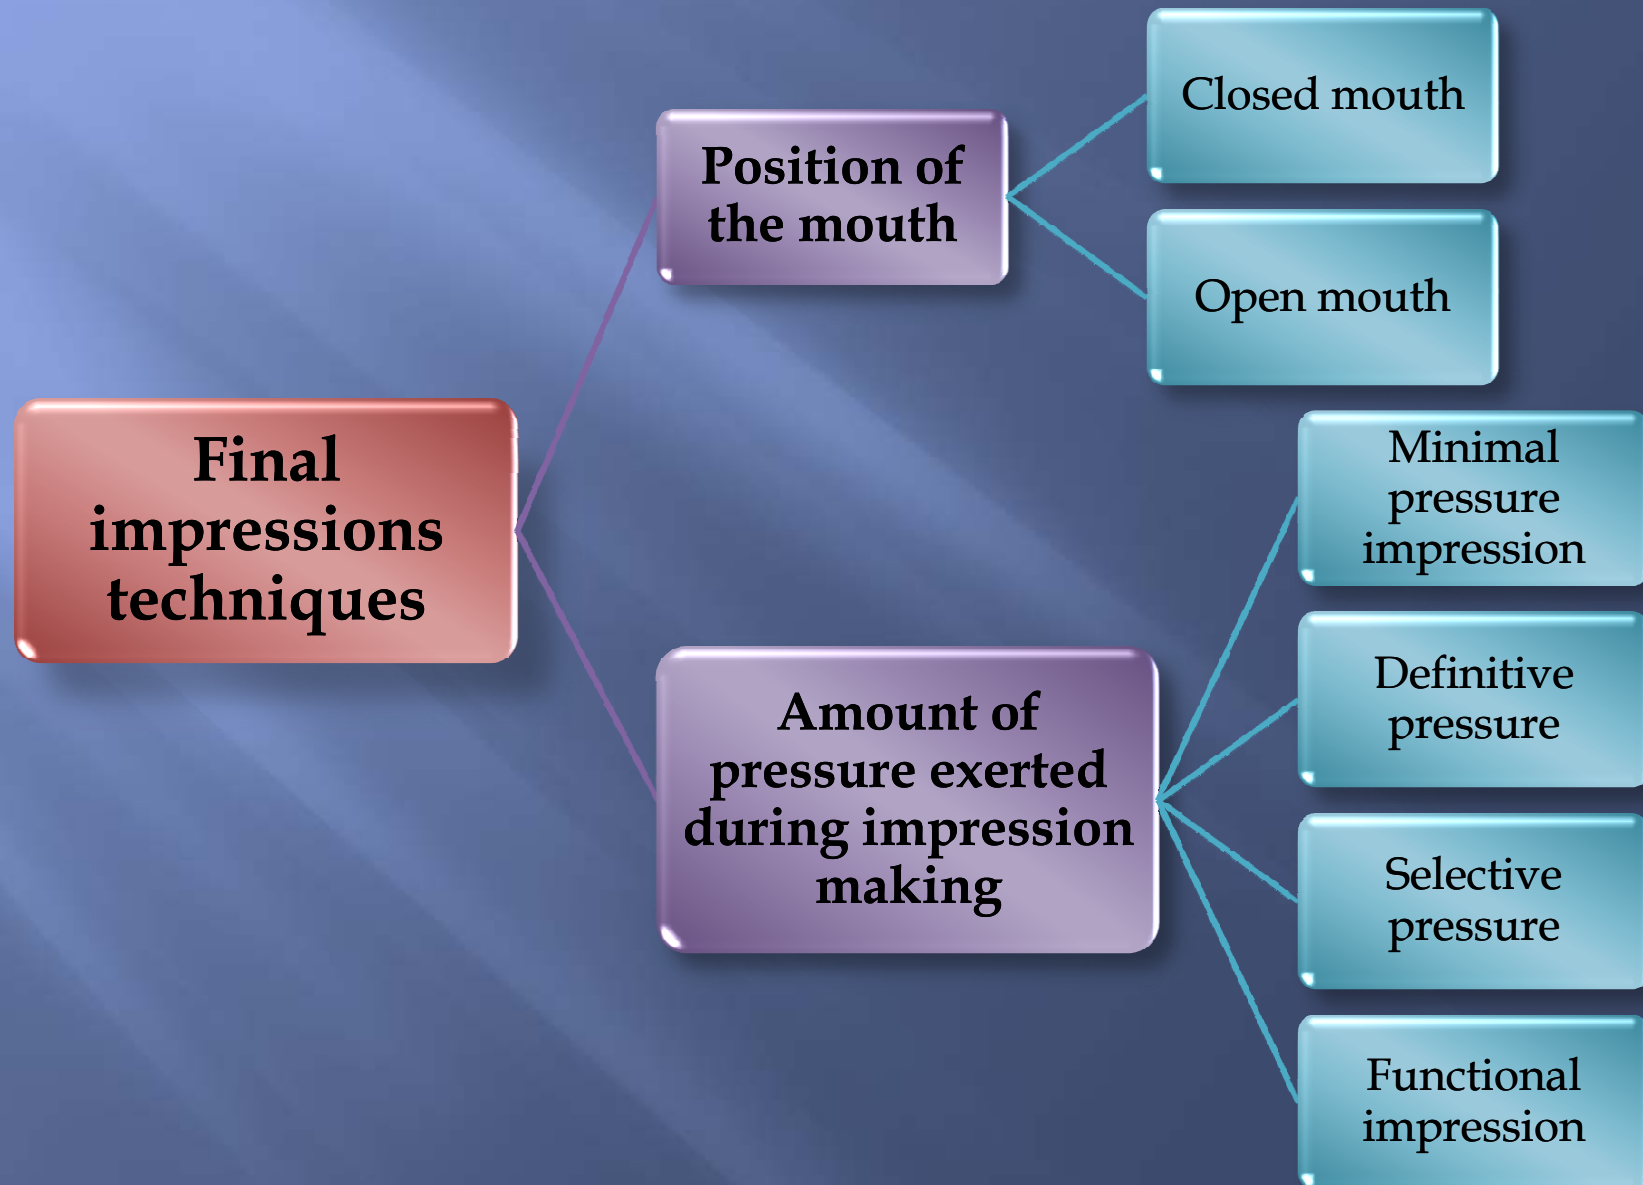 Final
impressions
techniques
Position of
the mouth
Closed mouth
Open mouth
Amount of
pressure exerted
during impression
making
Minimal
pressure
impression
Definitive
pressure
Selective
pressure
Functional
impression